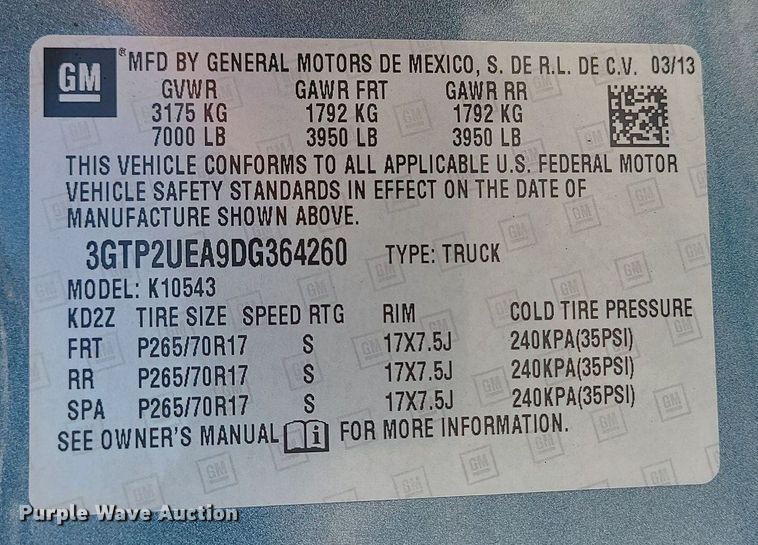 GM
® MFD BY GENERAL MOTORS DE MEXICO, S. DE R.L. DE C.V. 03/13
GVWR GAWR FRT GAWR RR
3175 KG 1792 KG 1792 KG
7000 LB 3950 LB 3950 LB
THIS VEHICLE CONFORMS TO ALL APPLICABLE U.S. FEDERAL MOTOR
VEHICLE SAFETY STANDARDS IN EFFECT ON THE DATE OF
MANUFACTURE SHOWN ABOVE.
3GTP2UEA9DG364260 TYPE: TRUCK
MODEL: K10543
KD2Z TIRE SIZE SPEED RTG RIM COLD TIRE PRESSURE
FRT P265/70R17 S 17X7.5J 240KPA(35PSI)
RR P265/70R17 S 17X7.5J 240KPA(35PSI)
SPA P265/70R17 S 17X7.5J 240KPA(35PSI)
SEE OWNER'S MANUAL i FOR MORE INFORMATION.
Purple Wave Auction